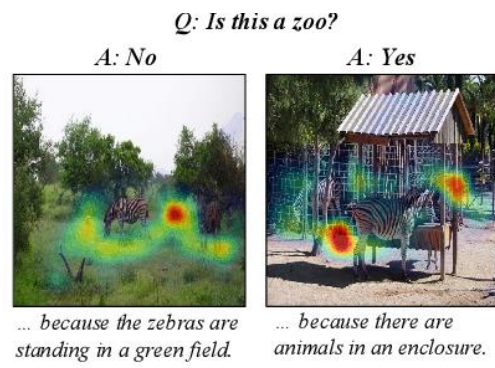 Q: Is this a zoo?
A: No
A: Yes
... because the zebras are
standing in a green field.
... because there are
animals in an enclosure.